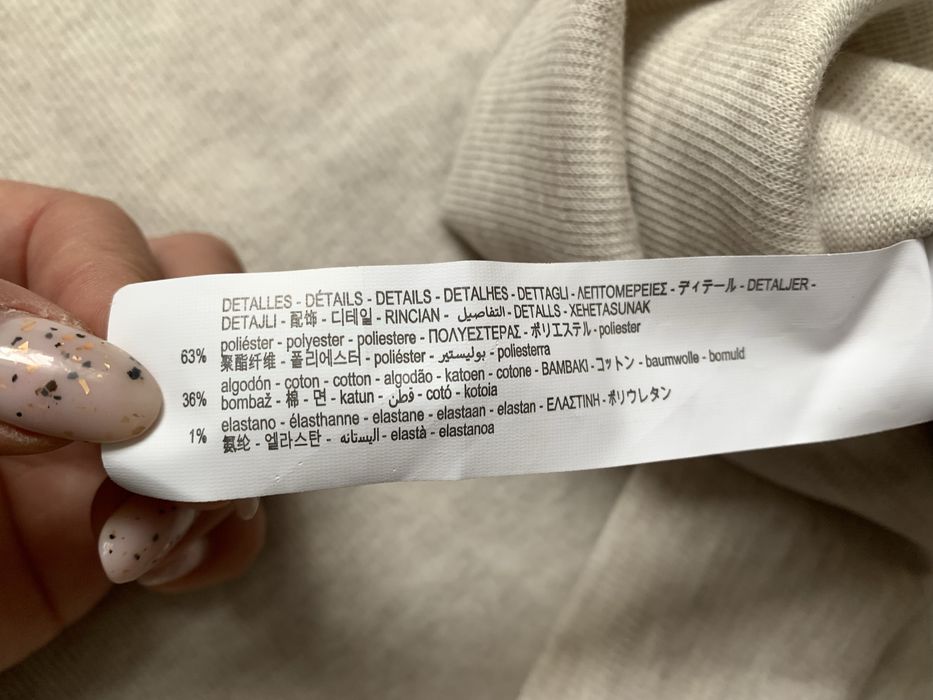 DETALLES - DÉTAILS - DETAILS - DETALHES - DETTAGLI - ΛΕΠΤΟΜΕΡΕΙΕΣ - ディテール - DETALJER -
DETAJLI - 配饰 - 디테일 - RINCIAN - التفاصيل - DETALLS - XEHETASUNAK
63% poliéster - polyester - poliestere - ΠΟΛΥΕΣΤΕΡΑΣ - ポリエステル - poliester
聚酯纤维 - 폴리에스터 - poliéster - بوليستير - poliesterra
36% algodón - coton - cotton - algodão - katoen - cotone - ΒΑΜΒΑΚΙ - コットン - baumwolle - bomuld
bombaž - 棉 - 면 - katun - قطن - cotó - kotoia
1% elastano - élasthanne - elastane - elastaan - elastan - ΕΛΑΣΤΙΝΗ - ポリウレタン
氨纶 - 엘라스탄 - اليستانه - elastà - elastanoa